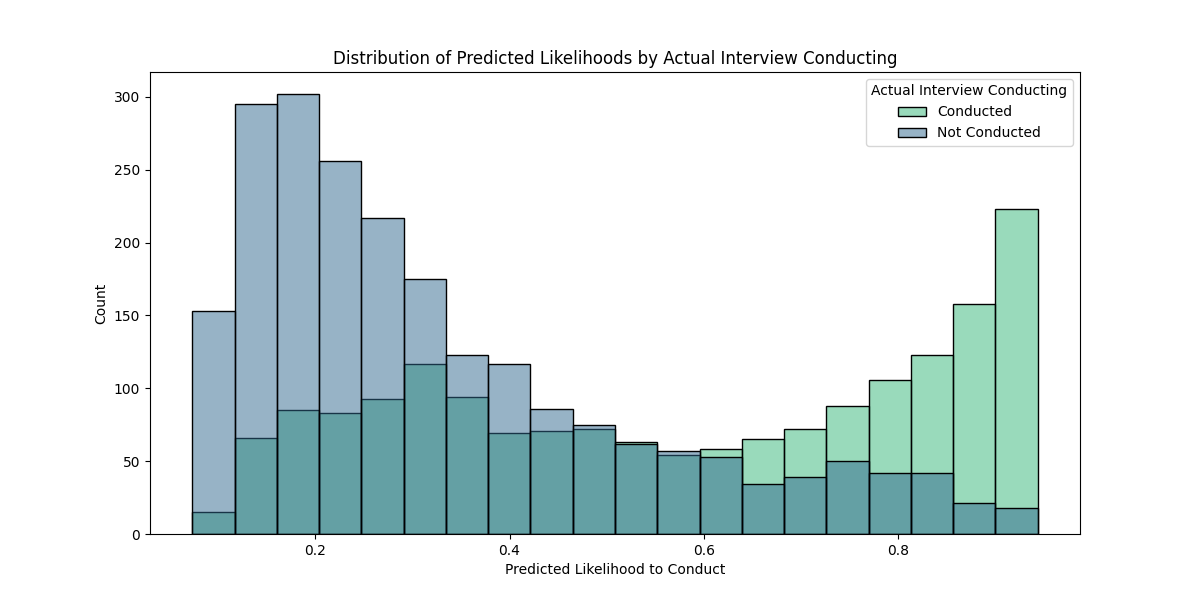 Distribution of Predicted Likelihoods by Actual Interview Conducting
Actual Interview Conducting
Conducted
Not Conducted
300
250
200
150
100
50
0
Count
0.2
0.4
0.6
0.8
Predicted Likelihood to Conduct